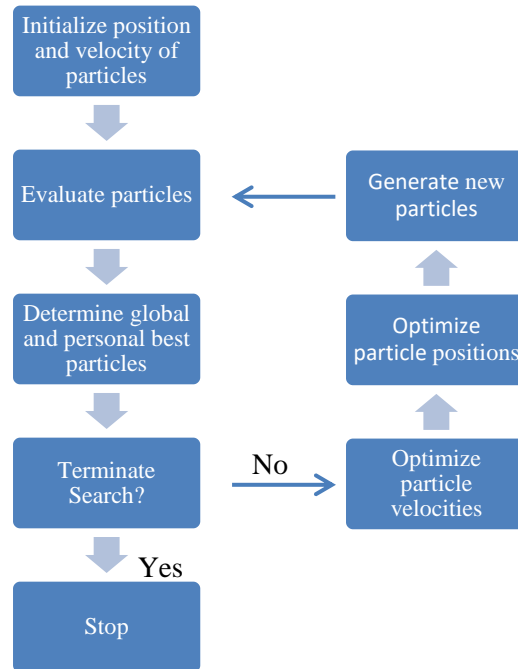 Initialize position
and velocity of
particles
Evaluate particles
Determine global
and personal best
particles
Terminate
Search?
Yes
Stop
No
Optimize
particle
velocities
Optimize
particle positions
Generate new
particles